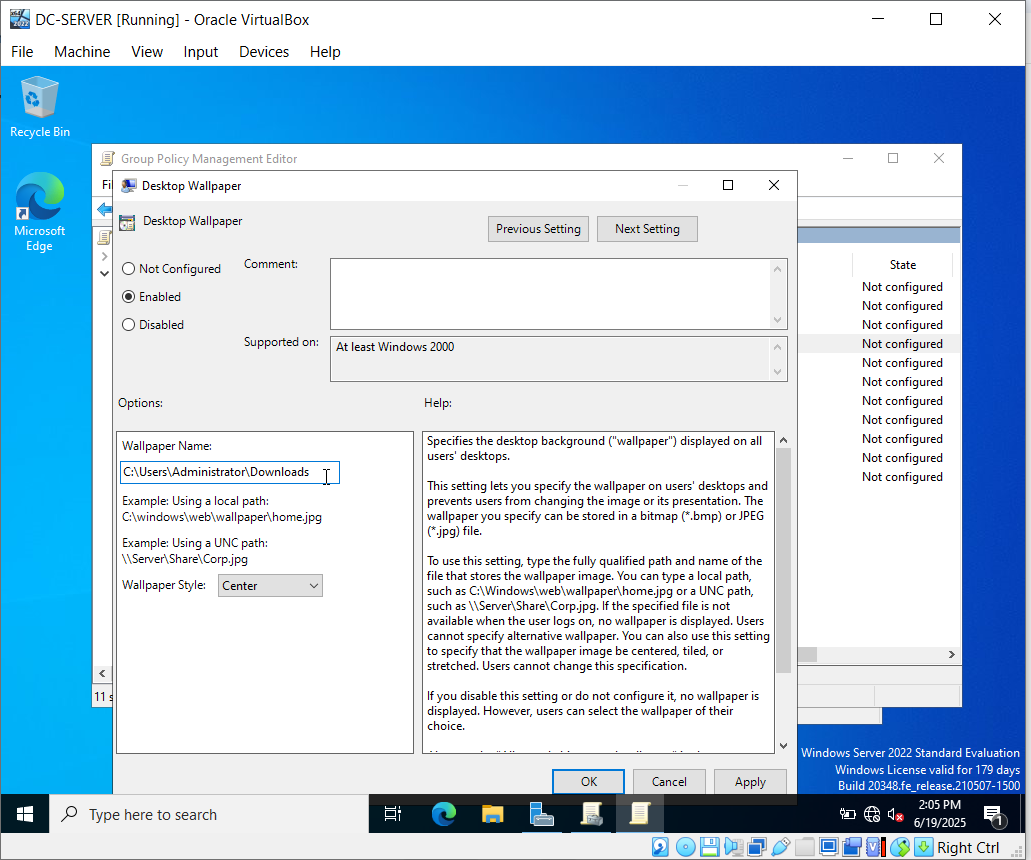 DC-SERVER [Running] - Oracle VirtualBox
File Machine View Input Devices Help
Recycle Bin
Microsoft
Edge
Group Policy Management Editor
Fi
Desktop Wallpaper
Desktop Wallpaper
Previous Setting Next Setting
Not Configured
Enabled
Disabled
Comment:
Supported on:
At least Windows 2000
Options:
Help:
Wallpaper Name:
C:\Users\Administrator\Downloads
Example: Using a local path:
C:\windows\web\wallpaper\home.jpg
Example: Using a UNC path:
\\Server\Share\Corp.jpg
Wallpaper Style: Center
Specifies the desktop background ("wallpaper") displayed on all
users' desktops.
This setting lets you specify the wallpaper on users' desktops and
prevents users from changing the image or its presentation. The
wallpaper you specify can be stored in a bitmap (*.bmp) or JPEG
(*.jpg) file.
To use this setting, type the fully qualified path and name of the
file that stores the wallpaper image. You can type a local path,
such as C:\Windows\web\wallpaper\home.jpg or a UNC path,
such as \\Server\Share\Corp.jpg. If the specified file is not
available when the user logs on, no wallpaper is displayed. Users
cannot specify alternative wallpaper. You can also use this setting
to specify that the wallpaper image be centered, tiled, or
stretched. Users cannot change this specification.
If you disable this setting or do not configure it, no wallpaper is
displayed. However, users can select the wallpaper of their
choice.
OK Cancel Apply
State
Not configured
Not configured
Not configured
Not configured
Not configured
Not configured
Not configured
Not configured
Not configured
Not configured
Not configured
11 s
Windows Server 2022 Standard Evaluation
Windows License valid for 179 days
Build 20348.fe_release.210507-1500
Type here to search
2:05 PM
6/19/2025
1
Right Ctrl